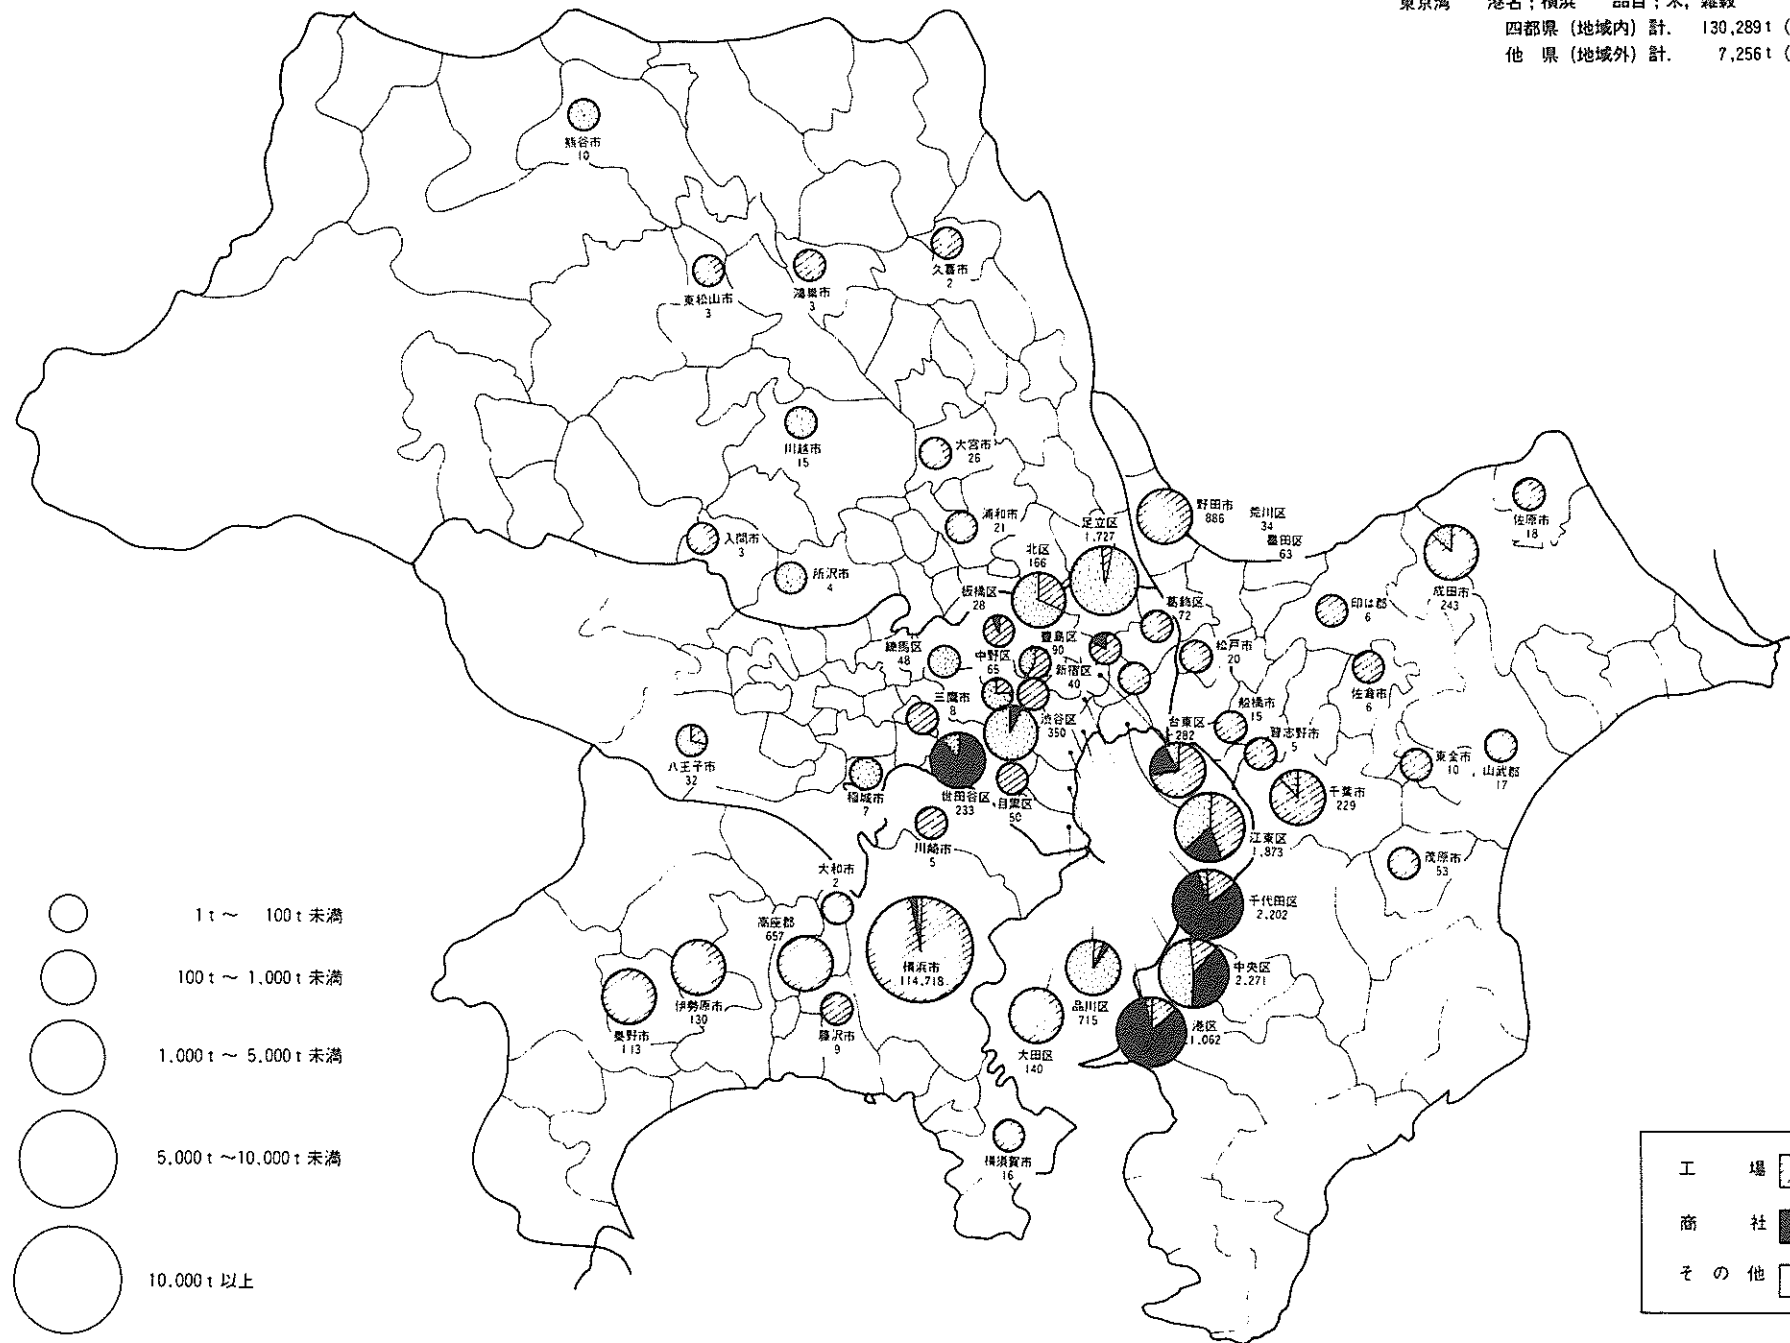 東京湾 港名；横浜 品目；米，雑穀
四都県（地域内）計． 130,289t（
他　県（地域外）計． 7,256t（
熊谷市
10
久喜市
2
東松山市
3
鴻巣市
3
川越市
15
大宮市
26
浦和市
21
入間市
3
所沢市
4
足立区
1,727
北区
166
野田市
886
荒川区
34
墨田区
63
佐原市
18
成田市
243
印は郡
6
板橋区
28
葛飾区
72
豊島区
90
松戸市
20
練馬区
48
中野区
65
新宿区
40
佐倉市
6
三鷹市
8
渋谷区
350
台東区
282
船橋市
15
習志野市
5
八王子市
32
東金市
10
山武郡
17
稲城市
7
世田谷区
233
目黒区
50
千葉市
229
川崎市
5
江東区
1,873
茂原市
53
大和市
2
千代田区
2,202
高座郡
657
横浜市
114,718
中央区
2,271
伊勢原市
130
秦野市
113
藤沢市
9
品川区
715
港区
1,062
大田区
140
横須賀市
16
1t～ 100t未満
100t～1,000t未満
1,000t～5,000t未満
5,000t～10,000t未満
10,000t以上
工場
商社
その他